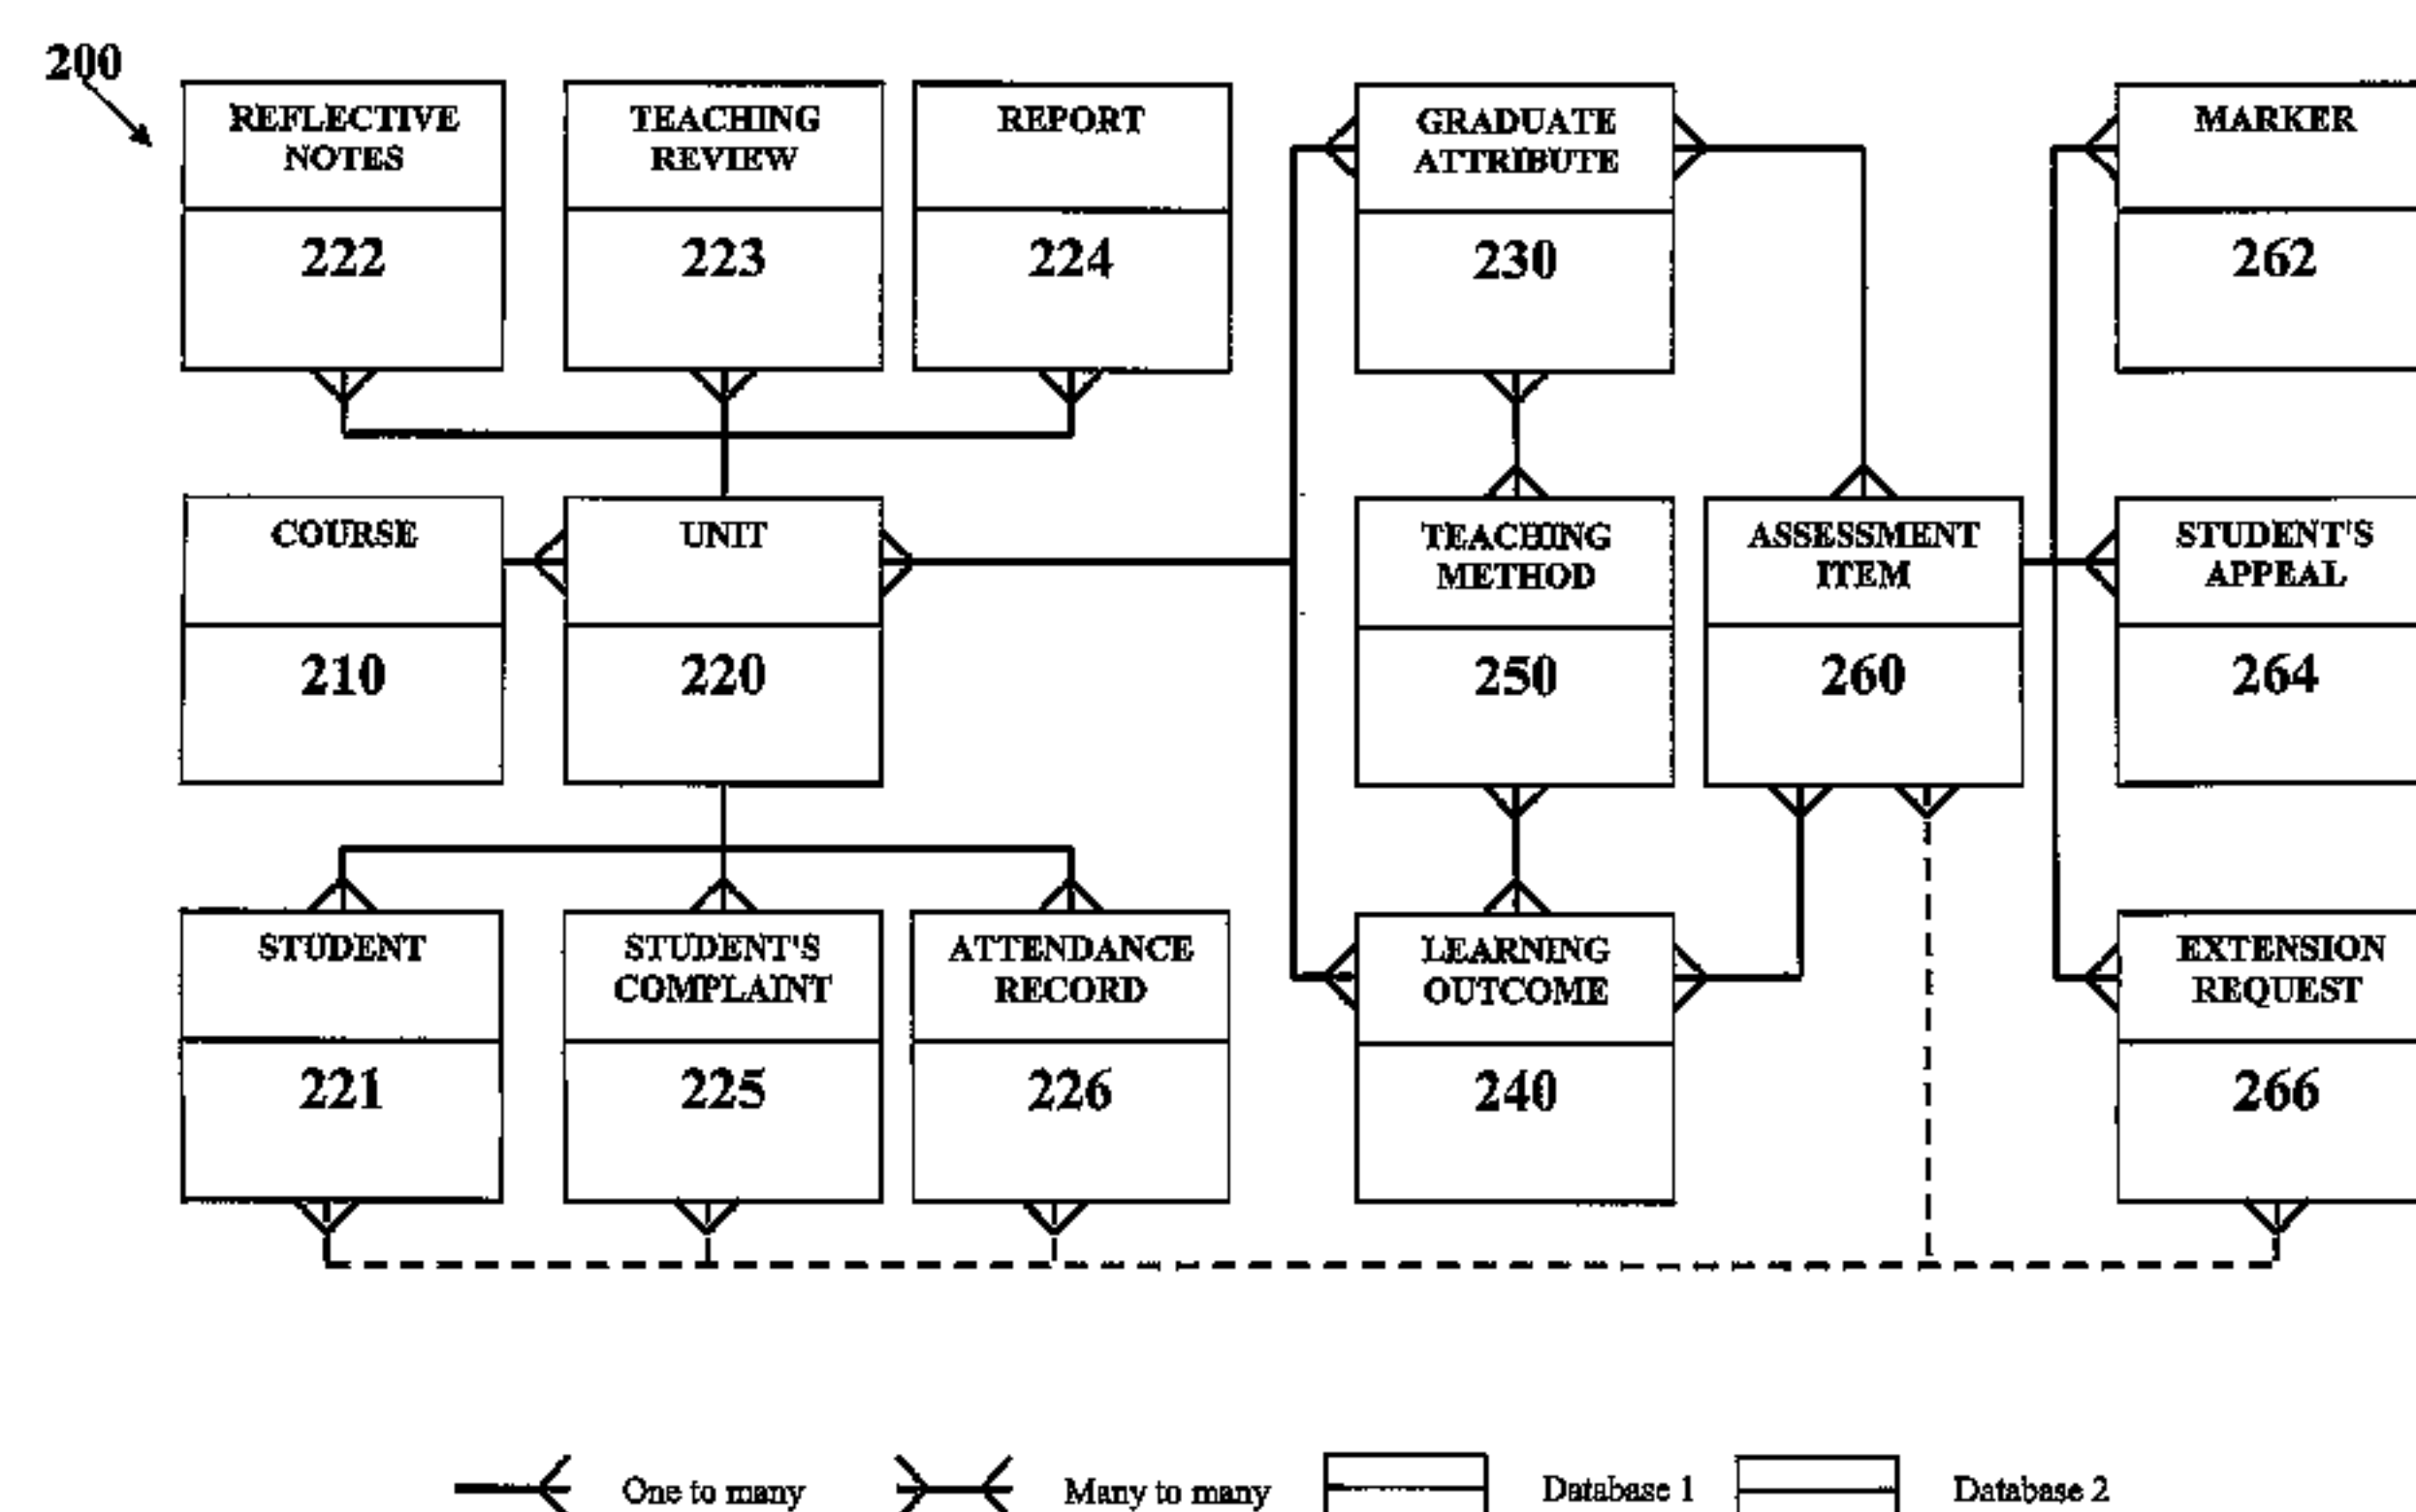 200
REFLECTIVE
NOTES
222
TEACHING
REVIEW
223
REPORT
224
GRADUATE
ATTRIBUTE
230
MARKER
262
COURSE
210
UNIT
220
TEACHING
METHOD
250
ASSESSMENT
ITEM
260
STUDENT'S
APPEAL
264
STUDENT
221
STUDENT'S
COMPLAINT
225
ATTENDANCE
RECORD
226
LEARNING
OUTCOME
240
EXTENSION
REQUEST
266
One to many
Many to many
Database 1
Database 2